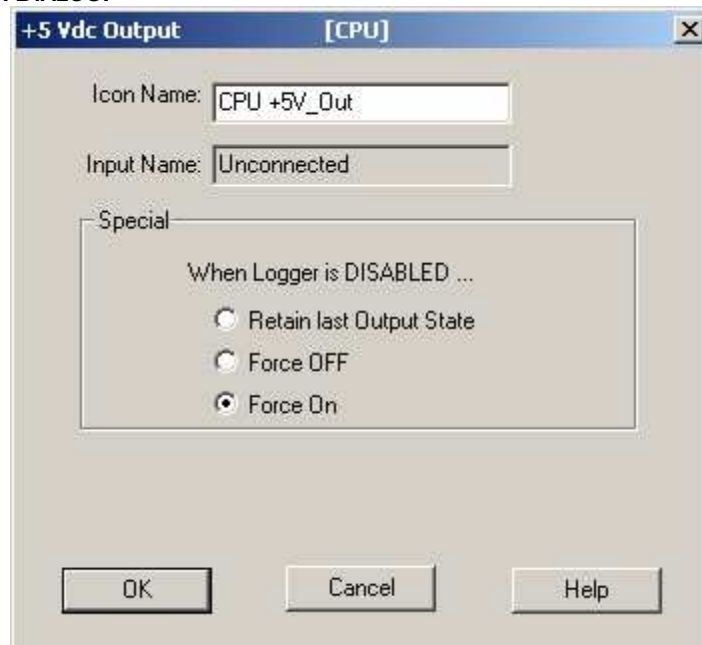 +5 Vdc Output [CPU]
Icon Name: CPU +5V_Out
Input Name: Unconnected
Special
When Logger is DISABLED ...
Retain last Output State
Force OFF
Force On
OK Cancel Help